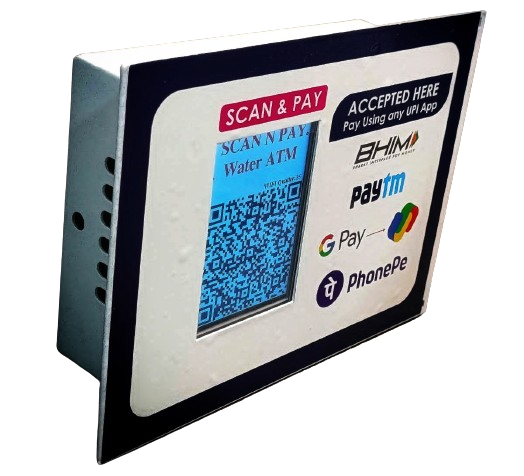 SCAN & PAY
SCAN N PAY.
Water ATM
ACCEPTED HERE
Pay Using any UPI App
BHIM
paytm
G Pay
पे PhonePe